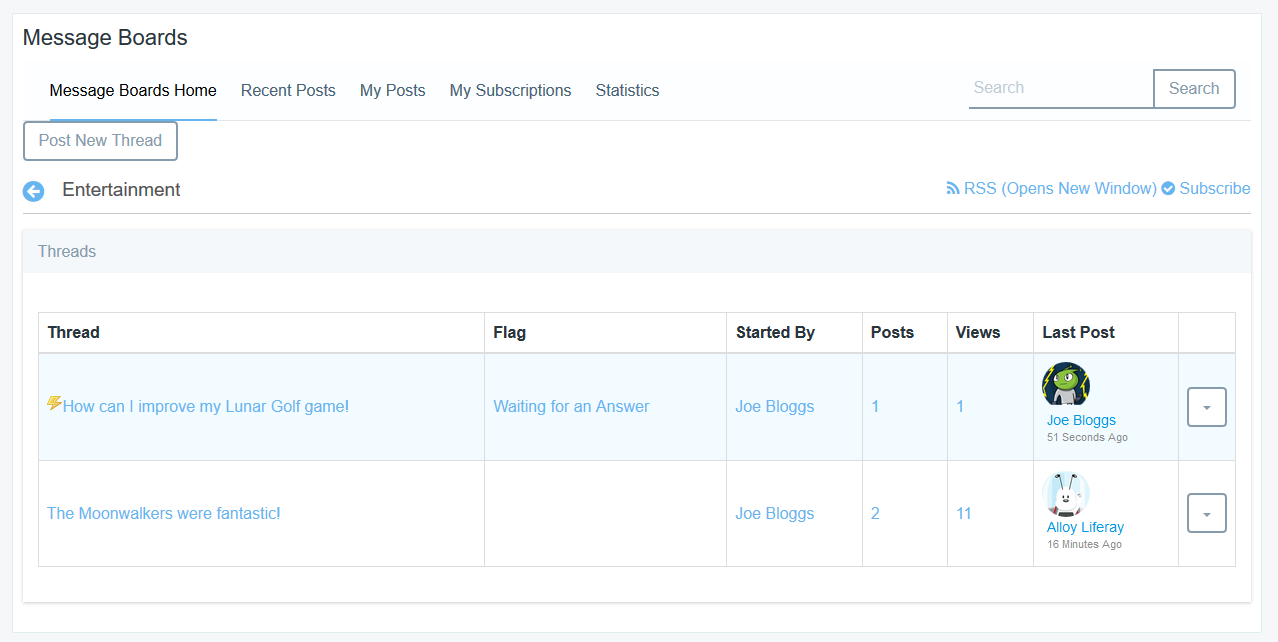 Message Boards
Message Boards Home Recent Posts My Posts My Subscriptions Statistics Search Search
Post New Thread
Entertainment RSS (Opens New Window) Subscribe
Threads
Thread Flag Started By Posts Views Last Post
How can I improve my Lunar Golf game! Waiting for an Answer Joe Bloggs 1 1
Joe Bloggs
51 Seconds Ago
The Moonwalkers were fantastic! Joe Bloggs 2 11
Alloy Liferay
16 Minutes Ago